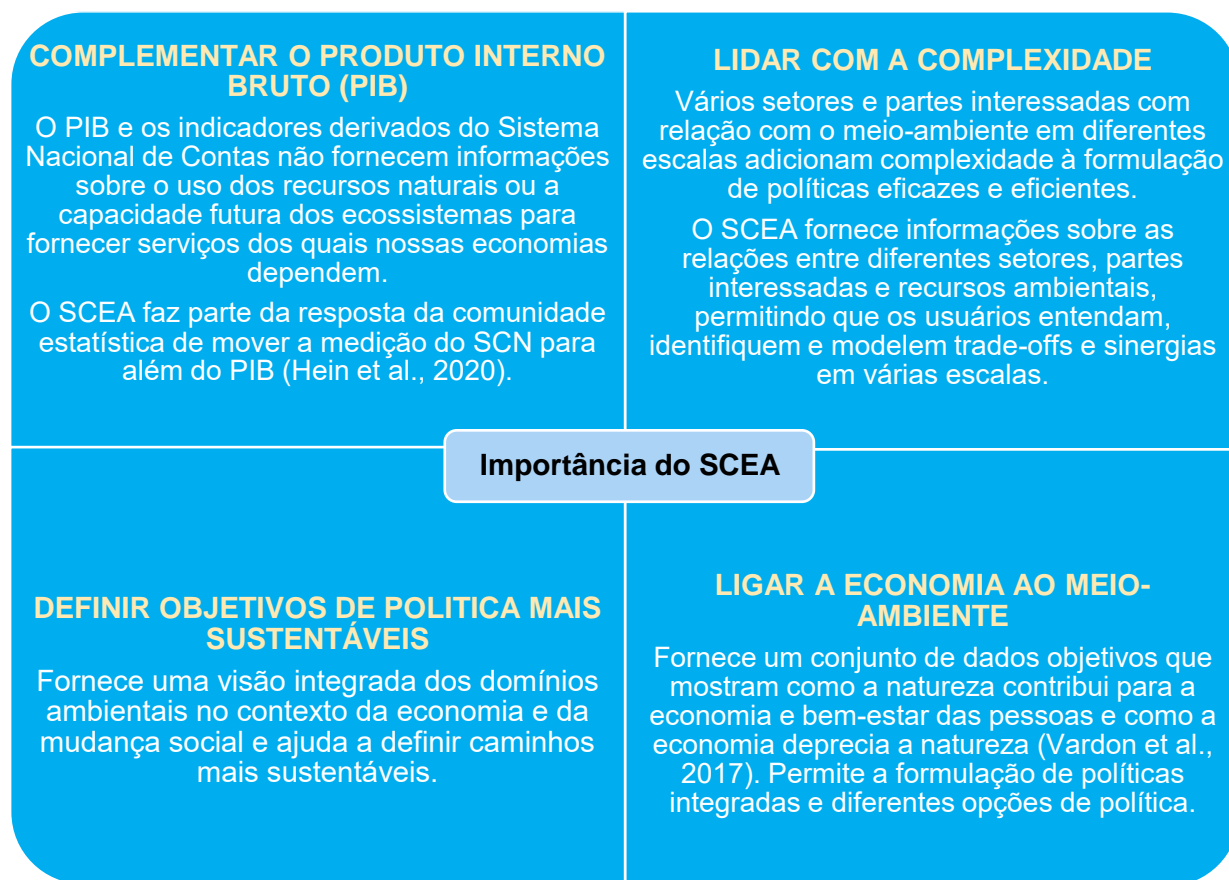 COMPLEMENTAR O PRODUTO INTERNO
BRUTO (PIB)
O PIB e os indicadores derivados do Sistema
Nacional de Contas não fornecem informações
sobre o uso dos recursos naturais ou a
capacidade futura dos ecossistemas para
fornecer serviços dos quais nossas economias
dependem.
O SCEA faz parte da resposta da comunidade
estatística de mover a medição do SCN para
além do PIB (Hein et al., 2020).
LIDAR COM A COMPLEXIDADE
Vários setores e partes interessadas com
relação com o meio-ambiente em diferentes
escalas adicionam complexidade à formulação
de políticas eficazes e eficientes.
O SCEA fornece informações sobre as
relações entre diferentes setores, partes
interessadas e recursos ambientais,
permitindo que os usuários entendam,
identifiquem e modelem trade-offs e sinergias
em várias escalas.
Importância do SCEA
DEFINIR OBJETIVOS DE POLITICA MAIS
SUSTENTÁVEIS
Fornece uma visão integrada dos domínios
ambientais no contexto da economia e da
mudança social e ajuda a definir caminhos
mais sustentáveis.
LIGAR A ECONOMIA AO MEIO-
AMBIENTE
Fornece um conjunto de dados objetivos que
mostram como a natureza contribui para a
economia e bem-estar das pessoas e como a
economia deprecia a natureza (Vardon et al.,
2017). Permite a formulação de políticas
integradas e diferentes opções de política.